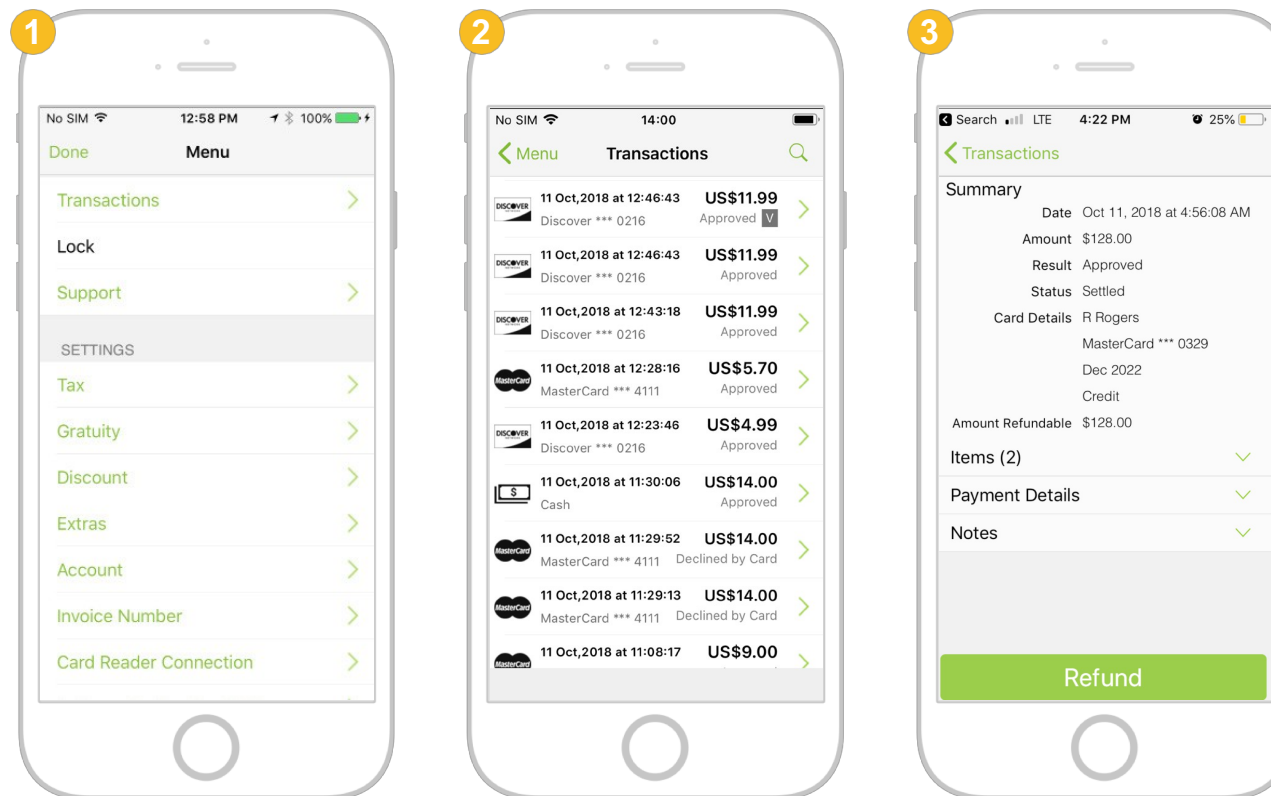 1
No SIM 12:58 PM 100%
Done Menu
Transactions
Lock
Support
SETTINGS
Tax
Gratuity
Discount
Extras
Account
Invoice Number
Card Reader Connection
2
No SIM 14:00
Menu Transactions
DISCOVER 11 Oct,2018 at 12:46:43 US$11.99
Discover *** 0216 Approved V
DISCOVER 11 Oct,2018 at 12:46:43 US$11.99
Discover *** 0216 Approved
DISCOVER 11 Oct,2018 at 12:43:18 US$11.99
Discover *** 0216 Approved
MasterCard 11 Oct,2018 at 12:28:16 US$5.70
MasterCard *** 4111 Approved
DISCOVER 11 Oct,2018 at 12:23:46 US$4.99
Discover *** 0216 Approved
$ 11 Oct,2018 at 11:30:06 US$14.00
Cash Approved
MasterCard 11 Oct,2018 at 11:29:52 US$14.00
MasterCard *** 4111 Declined by Card
MasterCard 11 Oct,2018 at 11:29:13 US$14.00
MasterCard *** 4111 Declined by Card
MasterCard 11 Oct,2018 at 11:08:17 US$9.00
3
Search LTE 4:22 PM 25%
Transactions
Summary
Date Oct 11, 2018 at 4:56:08 AM
Amount $128.00
Result Approved
Status Settled
Card Details R Rogers
MasterCard *** 0329
Dec 2022
Credit
Amount Refundable $128.00
Items (2)
Payment Details
Notes
Refund